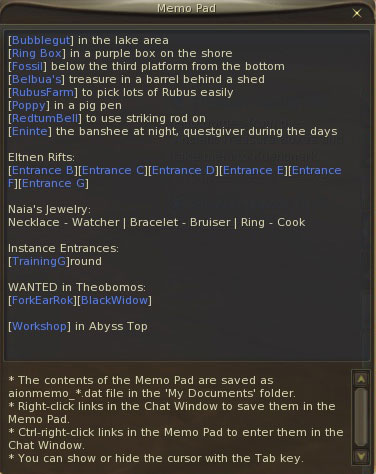 Memo Pad
[Bubblegut] in the lake area
[Ring Box] in a purple box on the shore
[Fossil] below the third platform from the bottom
[Belbua's] treasure in a barrel behind a shed
[RubusFarm] to pick lots of Rubus easily
[Poppy] in a pig pen
[RedtumBell] to use striking rod on
[Eninte] the banshee at night, questgiver during the days
Eltnen Rifts:
[Entrance B][Entrance C][Entrance D][Entrance E][Entrance
F][Entrance G]
Naia's Jewelry:
Necklace - Watcher | Bracelet - Bruiser | Ring - Cook
Instance Entrances:
[TrainingG]round
WANTED in Theobomos:
[ForkEarRok][BlackWidow]
[Workshop] in Abyss Top
* The contents of the Memo Pad are saved as
aionmemo_*.dat file in the 'My Documents' folder.
* Right-click links in the Chat Window to save them in the
Memo Pad.
* Ctrl-right-click links in the Memo Pad to enter them in the
Chat Window.
* You can show or hide the cursor with the Tab key.